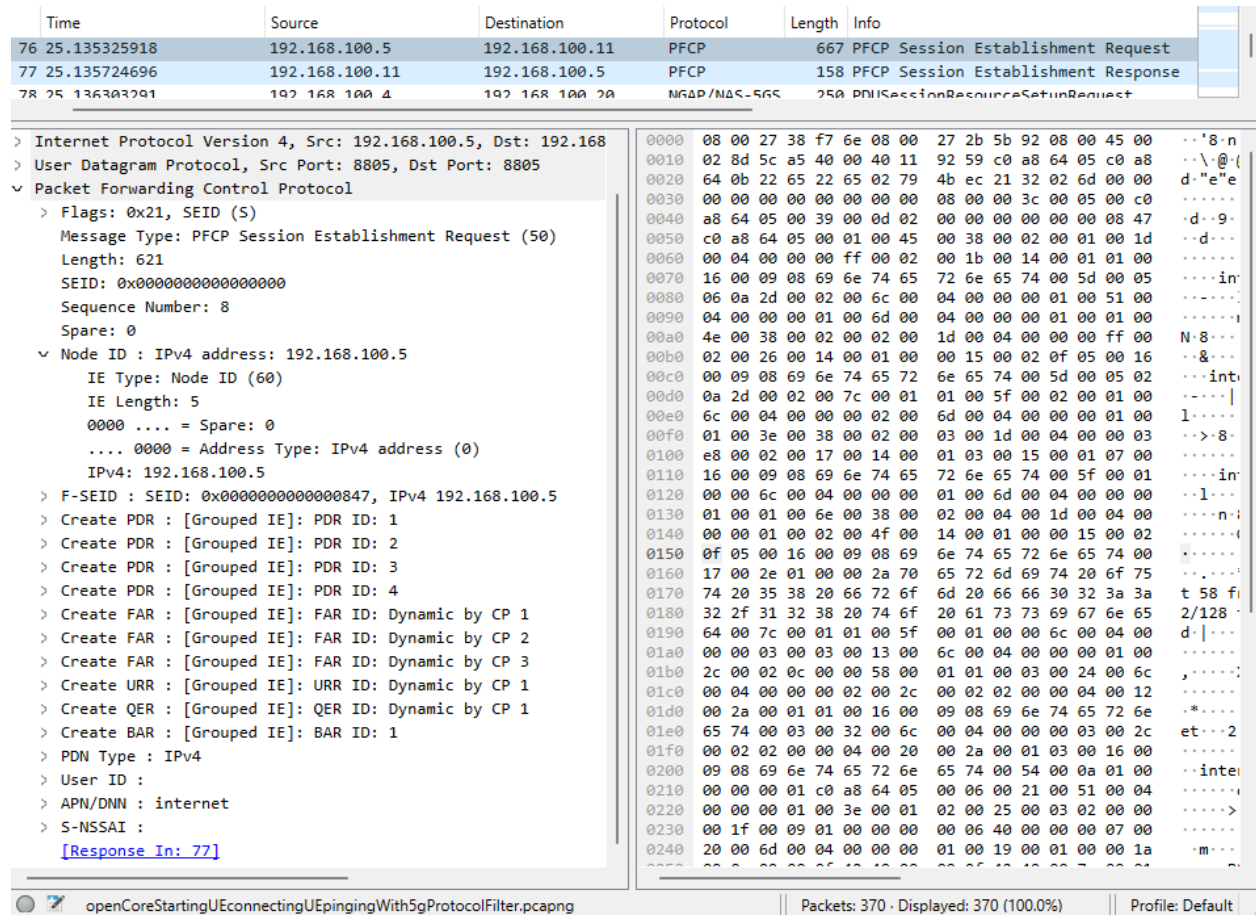 Time Source Destination Protocol Length Info
76 25.135325918 192.168.100.5 192.168.100.11 PFCP 667 PFCP Session Establishment Request
77 25.135724696 192.168.100.11 192.168.100.5 PFCP 158 PFCP Session Establishment Response
78 25.136303291 192.168.100.4 192.168.100.20 NGAP/NAS-5GS 250 PDUSessionResourceSetupRequest
Internet Protocol Version 4, Src: 192.168.100.5, Dst: 192.168
User Datagram Protocol, Src Port: 8805, Dst Port: 8805
Packet Forwarding Control Protocol
Flags: 0x21, SEID (S)
Message Type: PFCP Session Establishment Request (50)
Length: 621
SEID: 0x0000000000000000
Sequence Number: 8
Spare: 0
Node ID : IPv4 address: 192.168.100.5
IE Type: Node ID (60)
IE Length: 5
0000 .... = Spare: 0
.... 0000 = Address Type: IPv4 address (0)
IPv4: 192.168.100.5
F-SEID : SEID: 0x0000000000000847, IPv4 192.168.100.5
Create PDR : [Grouped IE]: PDR ID: 1
Create PDR : [Grouped IE]: PDR ID: 2
Create PDR : [Grouped IE]: PDR ID: 3
Create PDR : [Grouped IE]: PDR ID: 4
Create FAR : [Grouped IE]: FAR ID: Dynamic by CP 1
Create FAR : [Grouped IE]: FAR ID: Dynamic by CP 2
Create FAR : [Grouped IE]: FAR ID: Dynamic by CP 3
Create URR : [Grouped IE]: URR ID: Dynamic by CP 1
Create QER : [Grouped IE]: QER ID: Dynamic by CP 1
Create BAR : [Grouped IE]: BAR ID: 1
PDN Type : IPv4
User ID :
APN/DNN : internet
S-NSSAI :
[Response In: 77]
0000 08 00 27 38 f7 6e 08 00 27 2b 5b 92 08 00 45 00 ··'8·n
0010 02 8d 5c a5 40 00 40 11 92 59 c0 a8 64 05 c0 a8 ··\·@·
0020 64 0b 22 65 22 65 02 79 4b ec 21 32 02 6d 00 00 d·"e"e
0030 00 00 00 00 00 00 00 00 08 00 00 3c 00 05 00 c0 ······
0040 a8 64 05 00 39 00 0d 02 00 00 00 00 00 00 08 47 ·d··9·
0050 c0 a8 64 05 00 01 00 45 00 38 00 02 00 01 00 1d ··d···
0060 00 04 00 00 00 ff 00 02 00 1b 00 14 00 01 01 00 ······
0070 16 00 09 08 69 6e 74 65 72 6e 65 74 00 5d 00 05 ····in
0080 06 0a 2d 00 02 00 6c 00 04 00 00 00 01 00 51 00 ··-···
0090 04 00 00 00 01 00 6d 00 04 00 00 00 01 00 01 00 ······
00a0 4e 00 38 00 02 00 02 00 1d 00 04 00 00 00 ff 00 N·8···
00b0 02 00 26 00 14 00 01 00 00 15 00 02 0f 05 00 16 ··&···
00c0 00 09 08 69 6e 74 65 72 6e 65 74 00 5d 00 05 02 ···int
00d0 0a 2d 00 02 00 7c 00 01 01 00 5f 00 02 00 01 00 ·-···|
00e0 6c 00 04 00 00 00 02 00 6d 00 04 00 00 00 01 00 l·····
00f0 01 00 3e 00 38 00 02 00 03 00 1d 00 04 00 00 03 ··>·8·
0100 e8 00 02 00 17 00 14 00 01 03 00 15 00 01 07 00 ······
0110 16 00 09 08 69 6e 74 65 72 6e 65 74 00 5f 00 01 ····in
0120 00 00 6c 00 04 00 00 00 01 00 6d 00 04 00 00 00 ··l···
0130 01 00 01 00 6e 00 38 00 02 00 04 00 1d 00 04 00 ····n·
0140 00 00 01 00 02 00 4f 00 14 00 01 00 00 15 00 02 ······
0150 0f 05 00 16 00 09 08 69 6e 74 65 72 6e 65 74 00 ······
0160 17 00 2e 01 00 00 2a 70 65 72 6d 69 74 20 6f 75 ··.···
0170 74 20 35 38 20 66 72 6f 6d 20 66 66 30 32 3a 3a t 58 f
0180 32 2f 31 32 38 20 74 6f 20 61 73 73 69 67 6e 65 2/128
0190 64 00 7c 00 01 01 00 5f 00 01 00 00 6c 00 04 00 d·|···
01a0 00 00 03 00 03 00 13 00 6c 00 04 00 00 00 01 00 ······
01b0 2c 00 02 0c 00 00 58 00 01 01 00 03 00 24 00 6c ,·····
01c0 00 04 00 00 00 02 00 2c 00 02 02 00 00 04 00 12 ······
01d0 00 2a 00 01 01 00 16 00 09 08 69 6e 74 65 72 6e ·*····
01e0 65 74 00 03 00 32 00 6c 00 04 00 00 00 03 00 2c et···2
01f0 00 02 02 00 00 04 00 20 00 2a 00 01 03 00 16 00 ······
0200 09 08 69 6e 74 65 72 6e 65 74 00 54 00 0a 01 00 ··inte
0210 00 00 00 01 c0 a8 64 05 00 06 00 21 00 51 00 04 ······
0220 00 00 00 01 00 3e 00 01 02 00 25 00 03 02 00 00 ·····>
0230 00 1f 00 09 01 00 00 00 00 06 40 00 00 00 07 00 ······
0240 20 00 6d 00 04 00 00 00 01 00 19 00 01 00 00 1a ·m···
openCoreStartingUEconnectingUEpingingWith5gProtocolFilter.pcapng Packets: 370 · Displayed: 370 (100.0%) Profile: Default